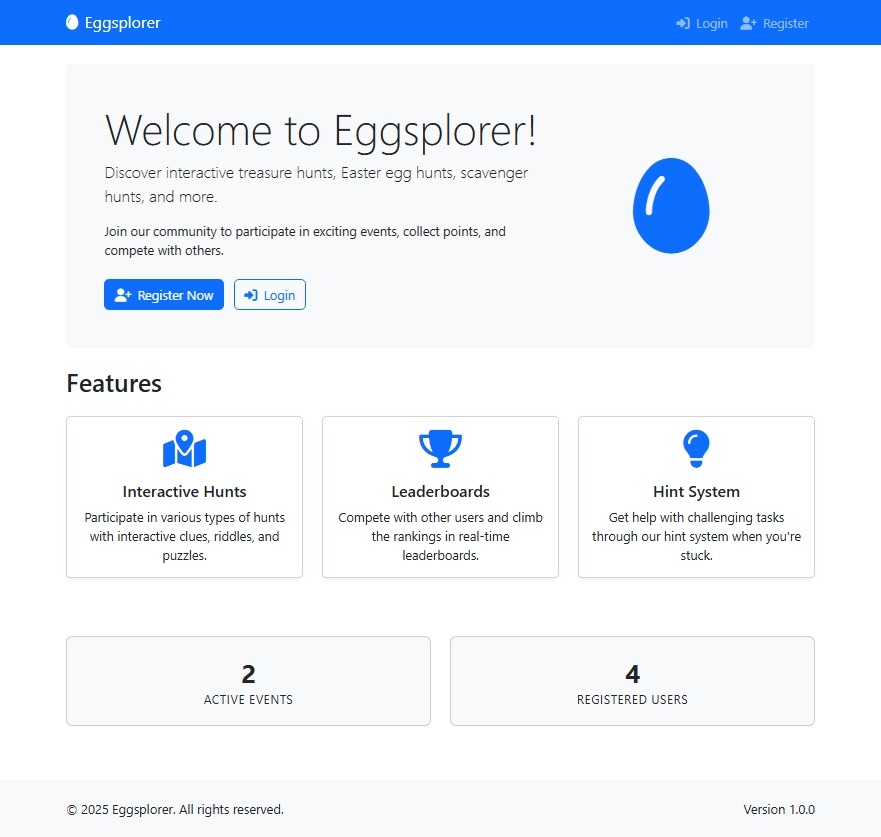 Eggsplorer
Login
Register
Welcome to Eggsplorer!
Discover interactive treasure hunts, Easter egg hunts, scavenger
hunts, and more.
Join our community to participate in exciting events, collect points, and
compete with others.
Register Now
Login
Features
Interactive Hunts
Participate in various types of hunts
with interactive clues, riddles, and
puzzles.
Leaderboards
Compete with other users and climb
the rankings in real-time
leaderboards.
Hint System
Get help with challenging tasks
through our hint system when you're
stuck.
2
ACTIVE EVENTS
4
REGISTERED USERS
© 2025 Eggsplorer. All rights reserved.
Version 1.0.0